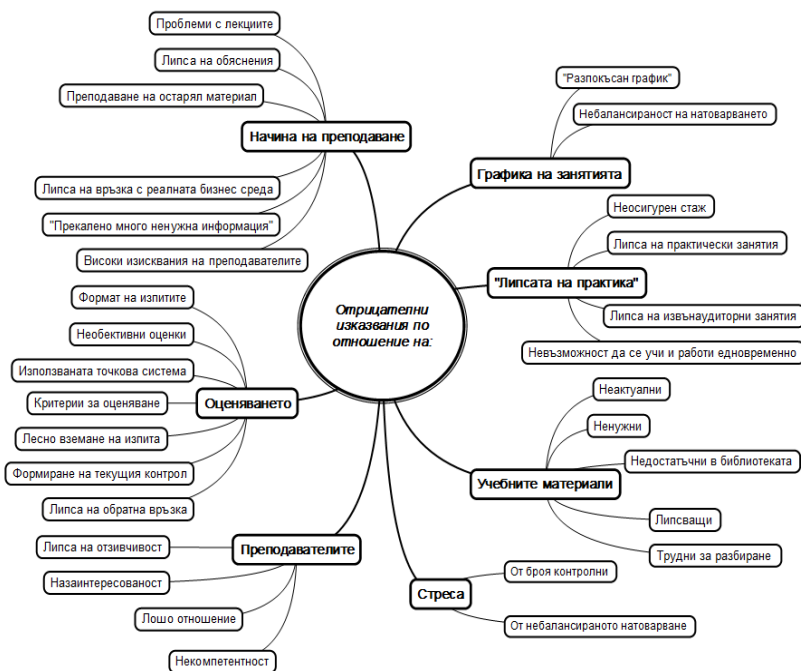 Отрицателни
изказвания по
отношение на:
Начина на преподаване
Проблеми с лекциите
Липса на обяснения
Преподаване на остарял материал
Липса на връзка с реалната бизнес среда
"Прекалено много ненужна информация"
Високи изисквания на преподавателите
Оценяването
Формат на изпитите
Необективни оценки
Използваната точкова система
Критерии за оценяване
Лесно вземане на изпита
Формиране на текущия контрол
Липса на обратна връзка
Преподавателите
Липса на отзивчивост
Назаинтересованост
Лошо отношение
Некомпетентност
Графика на занятията
"Разпокъсан график"
Небалансираност на натоварването
"Липсата на практика"
Неосигурен стаж
Липса на практически занятия
Липса на извънаудиторни занятия
Невъзможност да се учи и работи едновременно
Учебните материали
Неактуални
Ненужни
Недостатъчни в библиотеката
Липсващи
Трудни за разбиране
Стреса
От броя контролни
От небалансираното натоварване